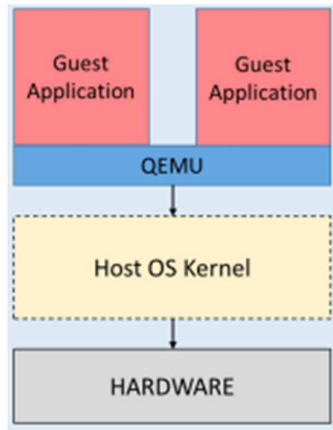 Guest
Application
Guest
Application
QEMU
Host OS Kernel
HARDWARE